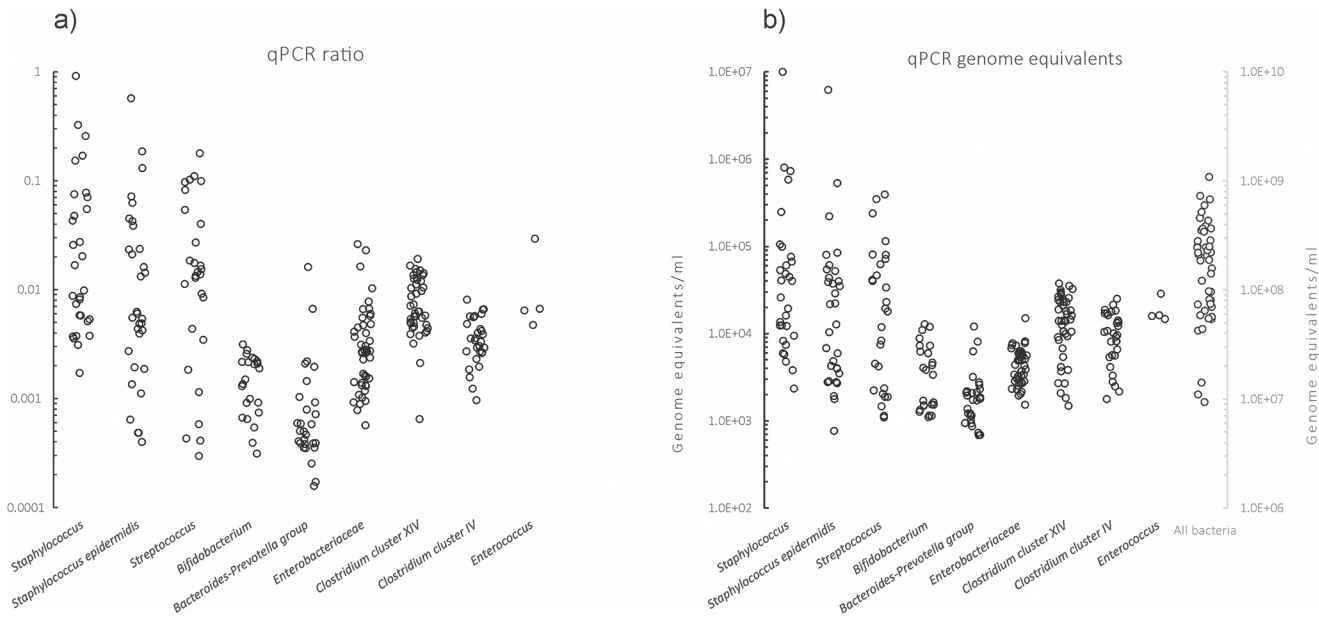 a)
qPCR ratio
1
0.1
0.01
0.001
0.0001
Staphylococcus
Staphylococcus epidermidis
Streptococcus
Bifidobacterium
Bacteroides-Prevotella group
Enterobacteriaceae
Clostridium cluster XIV
Clostridium cluster IV
Enterococcus
b)
qPCR genome equivalents
Genome equivalents/ml
1.0E+07
1.0E+06
1.0E+05
1.0E+04
1.0E+03
1.0E+02
1.0E+10
1.0E+09
1.0E+08
1.0E+07
1.0E+06
Genome equivalents/ml
Staphylococcus
Staphylococcus epidermidis
Streptococcus
Bifidobacterium
Bacteroides-Prevotella group
Enterobacteriaceae
Clostridium cluster XIV
Clostridium cluster IV
Enterococcus
All bacteria